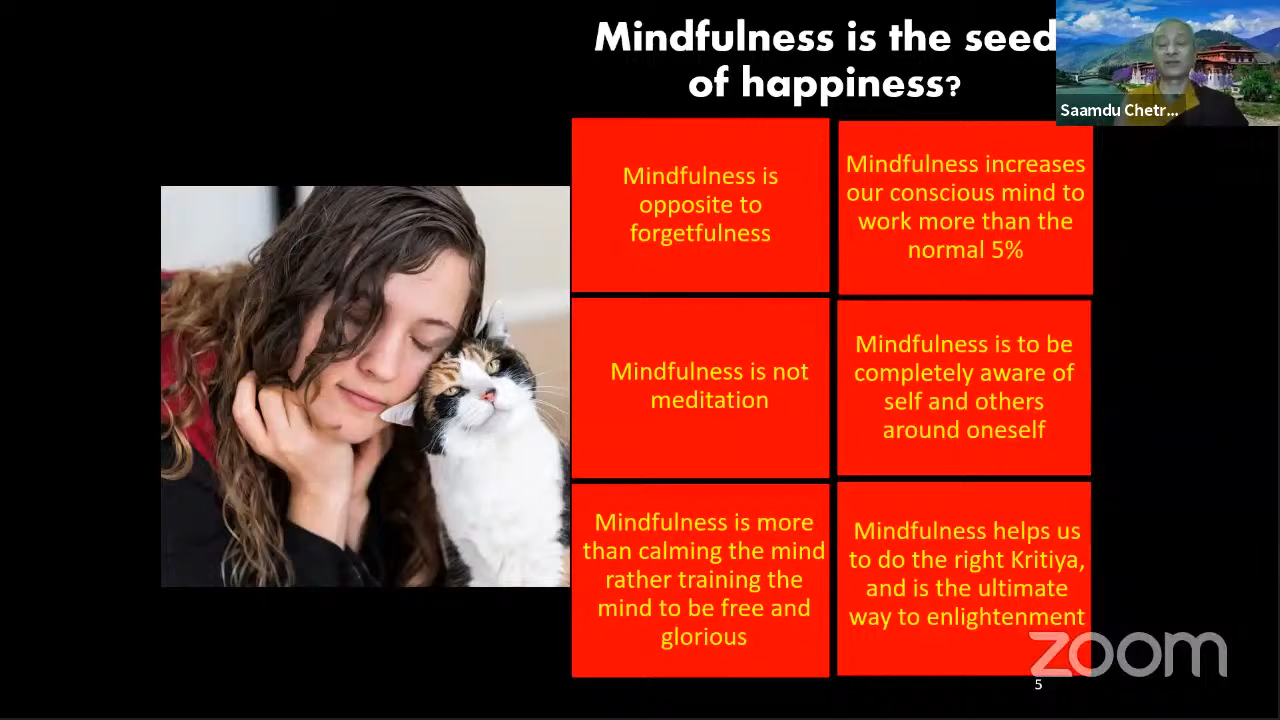 Mindfulness is the seed
of happiness?
Saamdu Chetr...
Mindfulness is
opposite to
forgetfulness
Mindfulness increases
our conscious mind to
work more than the
normal 5%
Mindfulness is not
meditation
Mindfulness is to be
completely aware of
self and others
around oneself
Mindfulness is more
than calming the mind
rather training the
mind to be free and
glorious
Mindfulness helps us
to do the right Kritiya,
and is the ultimate
way to enlightenment
zoom
5